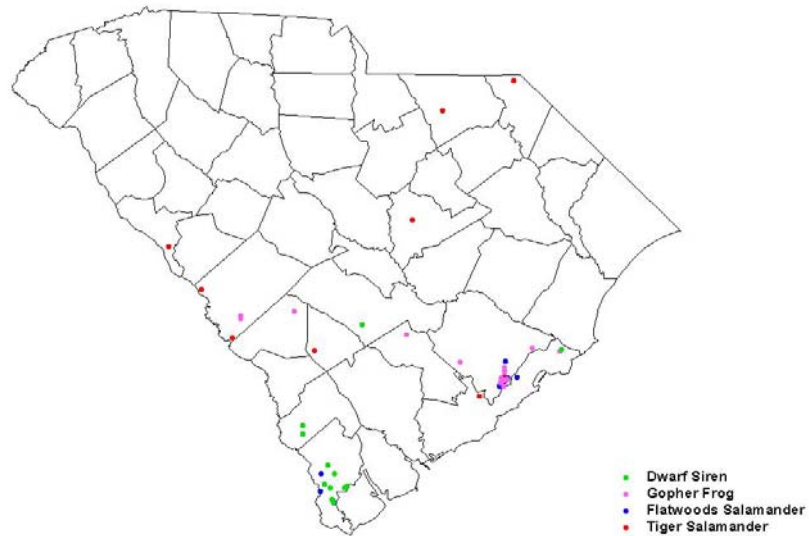 Dwarf Siren
Gopher Frog
Flatwoods Salamander
Tiger Salamander